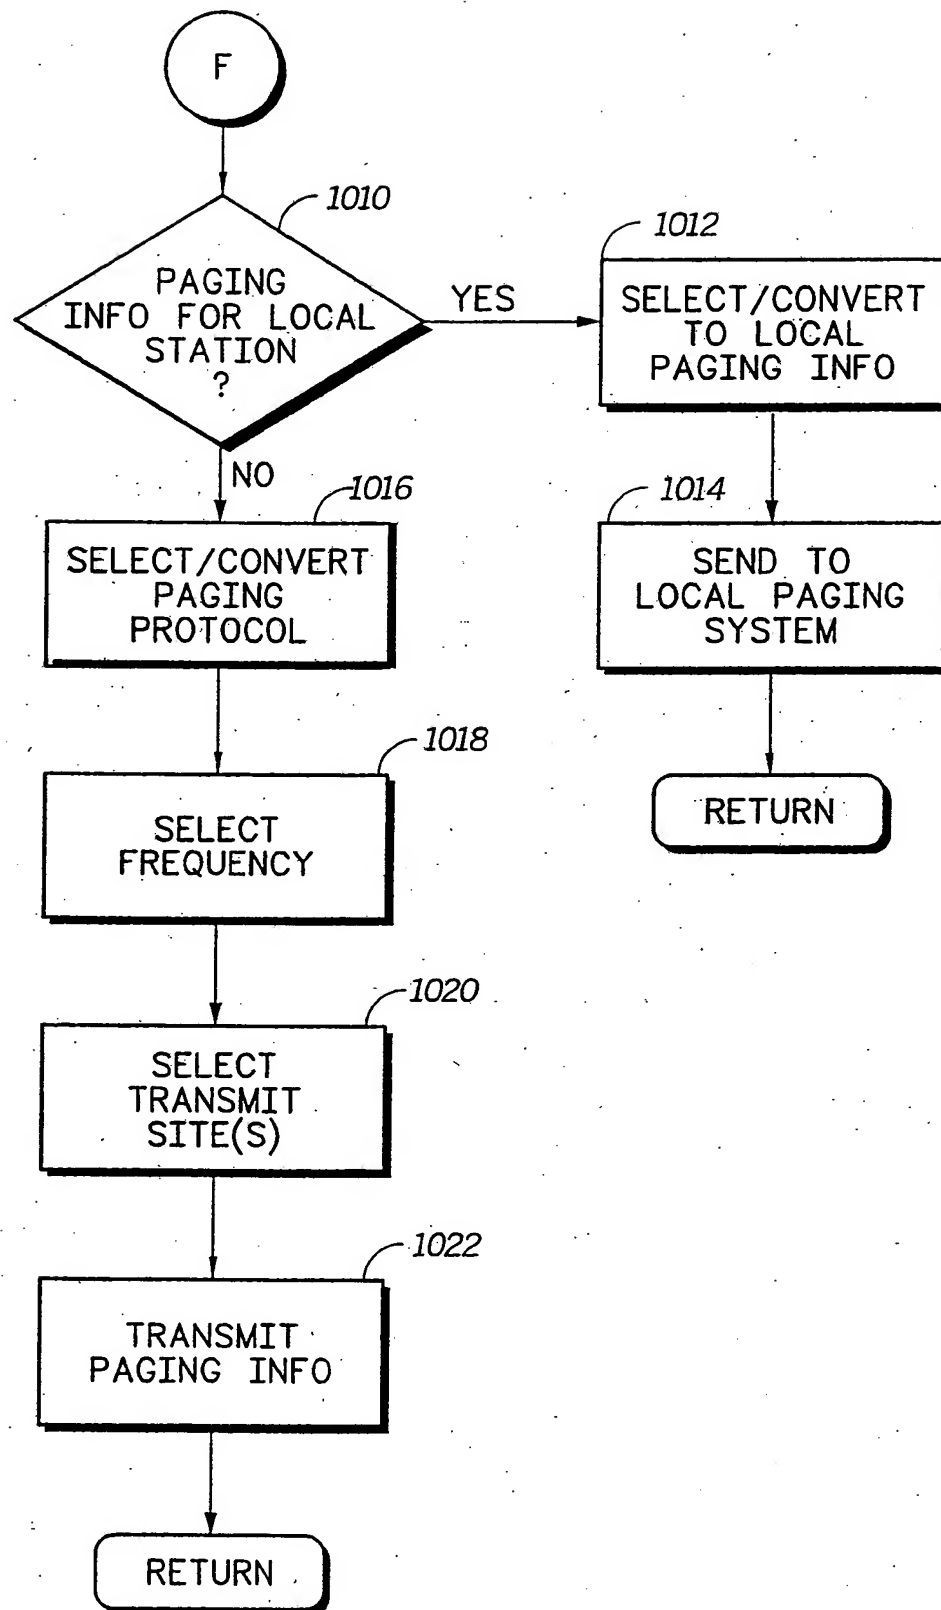 F
1010
PAGING
INFO FOR LOCAL
STATION
?
YES
NO
1012
SELECT/CONVERT
TO LOCAL
PAGING INFO
1014
SEND TO
LOCAL PAGING
SYSTEM
RETURN
1016
SELECT/CONVERT
PAGING
PROTOCOL
1018
SELECT
FREQUENCY
1020
SELECT
TRANSMIT
SITE(S)
1022
TRANSMIT
PAGING INFO
RETURN